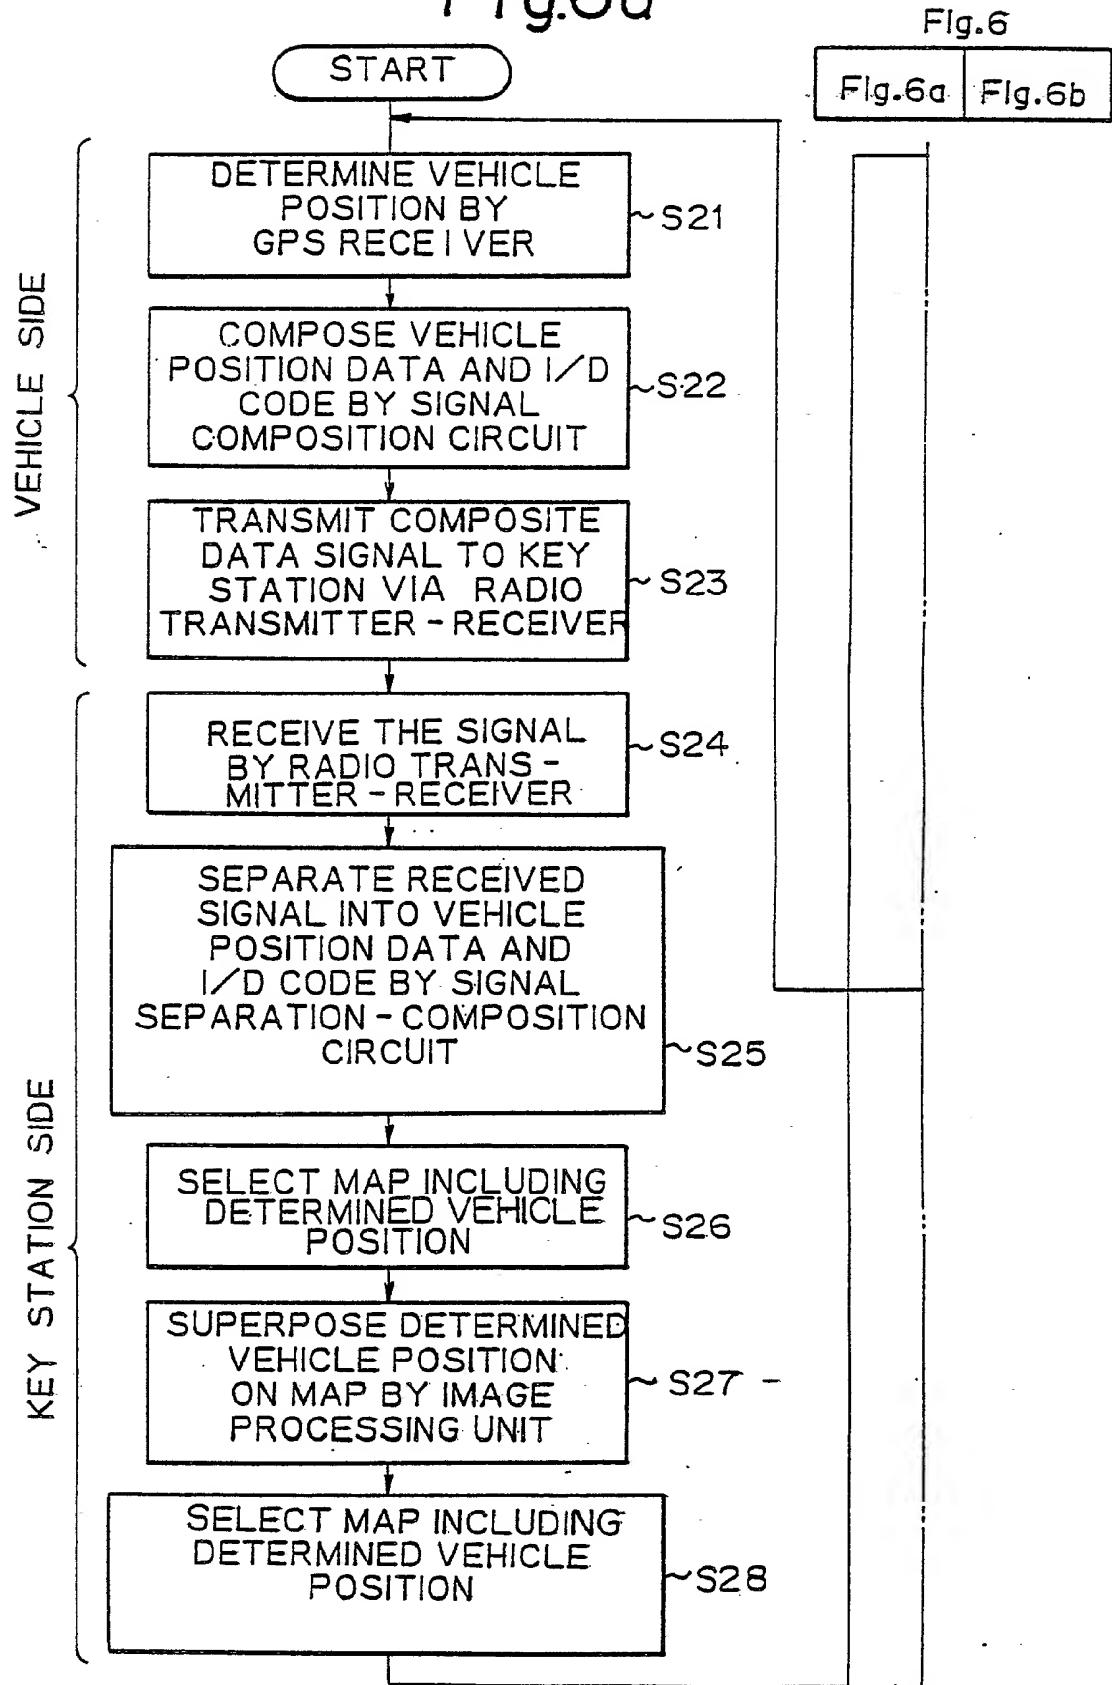 Fig.6a
Fig.6
Fig.6a
Fig.6b
START
VEHICLE SIDE
DETERMINE VEHICLE
POSITION BY
GPS RECEIVER
S21
COMPOSE VEHICLE
POSITION DATA AND I/D
CODE BY SIGNAL
COMPOSITION CIRCUIT
S22
TRANSMIT COMPOSITE
DATA SIGNAL TO KEY
STATION VIA RADIO
TRANSMITTER-RECEIVER
S23
KEY STATION SIDE
RECEIVE THE SIGNAL
BY RADIO TRANS-
MITTER-RECEIVER
S24
SEPARATE RECEIVED
SIGNAL INTO VEHICLE
POSITION DATA AND
I/D CODE BY SIGNAL
SEPARATION-COMPOSITION
CIRCUIT
S25
SELECT MAP INCLUDING
DETERMINED VEHICLE
POSITION
S26
SUPERPOSE DETERMINED
VEHICLE POSITION
ON MAP BY IMAGE
PROCESSING UNIT
S27
SELECT MAP INCLUDING
DETERMINED VEHICLE
POSITION
S28